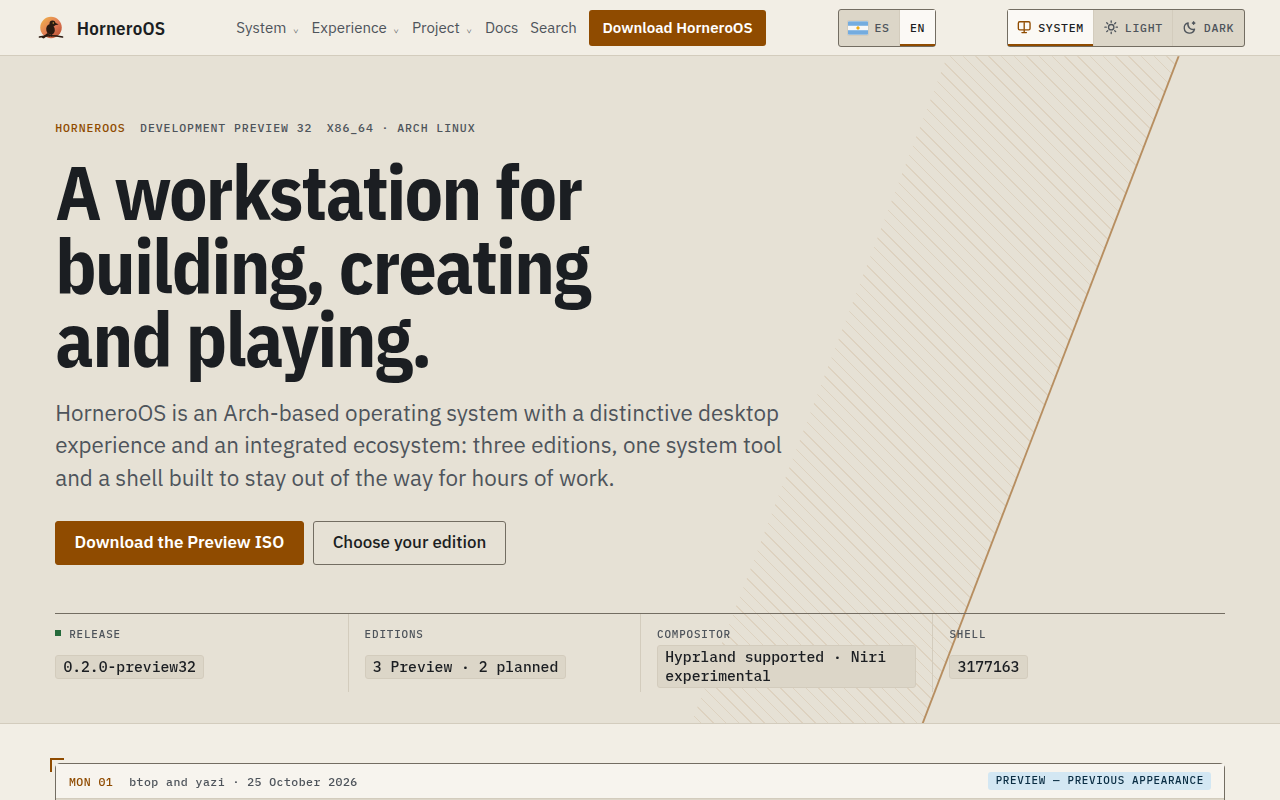 HorneroOS
System
Experience
Project
Docs
Search
Download HorneroOS
ES
EN
SYSTEM
LIGHT
DARK
HORNEROOS DEVELOPMENT PREVIEW 32 X86_64 · ARCH LINUX
A workstation for
building, creating
and playing.
HorneroOS is an Arch-based operating system with a distinctive desktop
experience and an integrated ecosystem: three editions, one system tool
and a shell built to stay out of the way for hours of work.
Download the Preview ISO
Choose your edition
RELEASE
0.2.0-preview32
EDITIONS
3 Preview · 2 planned
COMPOSITOR
Hyprland supported · Niri
experimental
SHELL
3177163
MON 01 btop and yazi · 25 October 2026
PREVIEW — PREVIOUS APPEARANCE